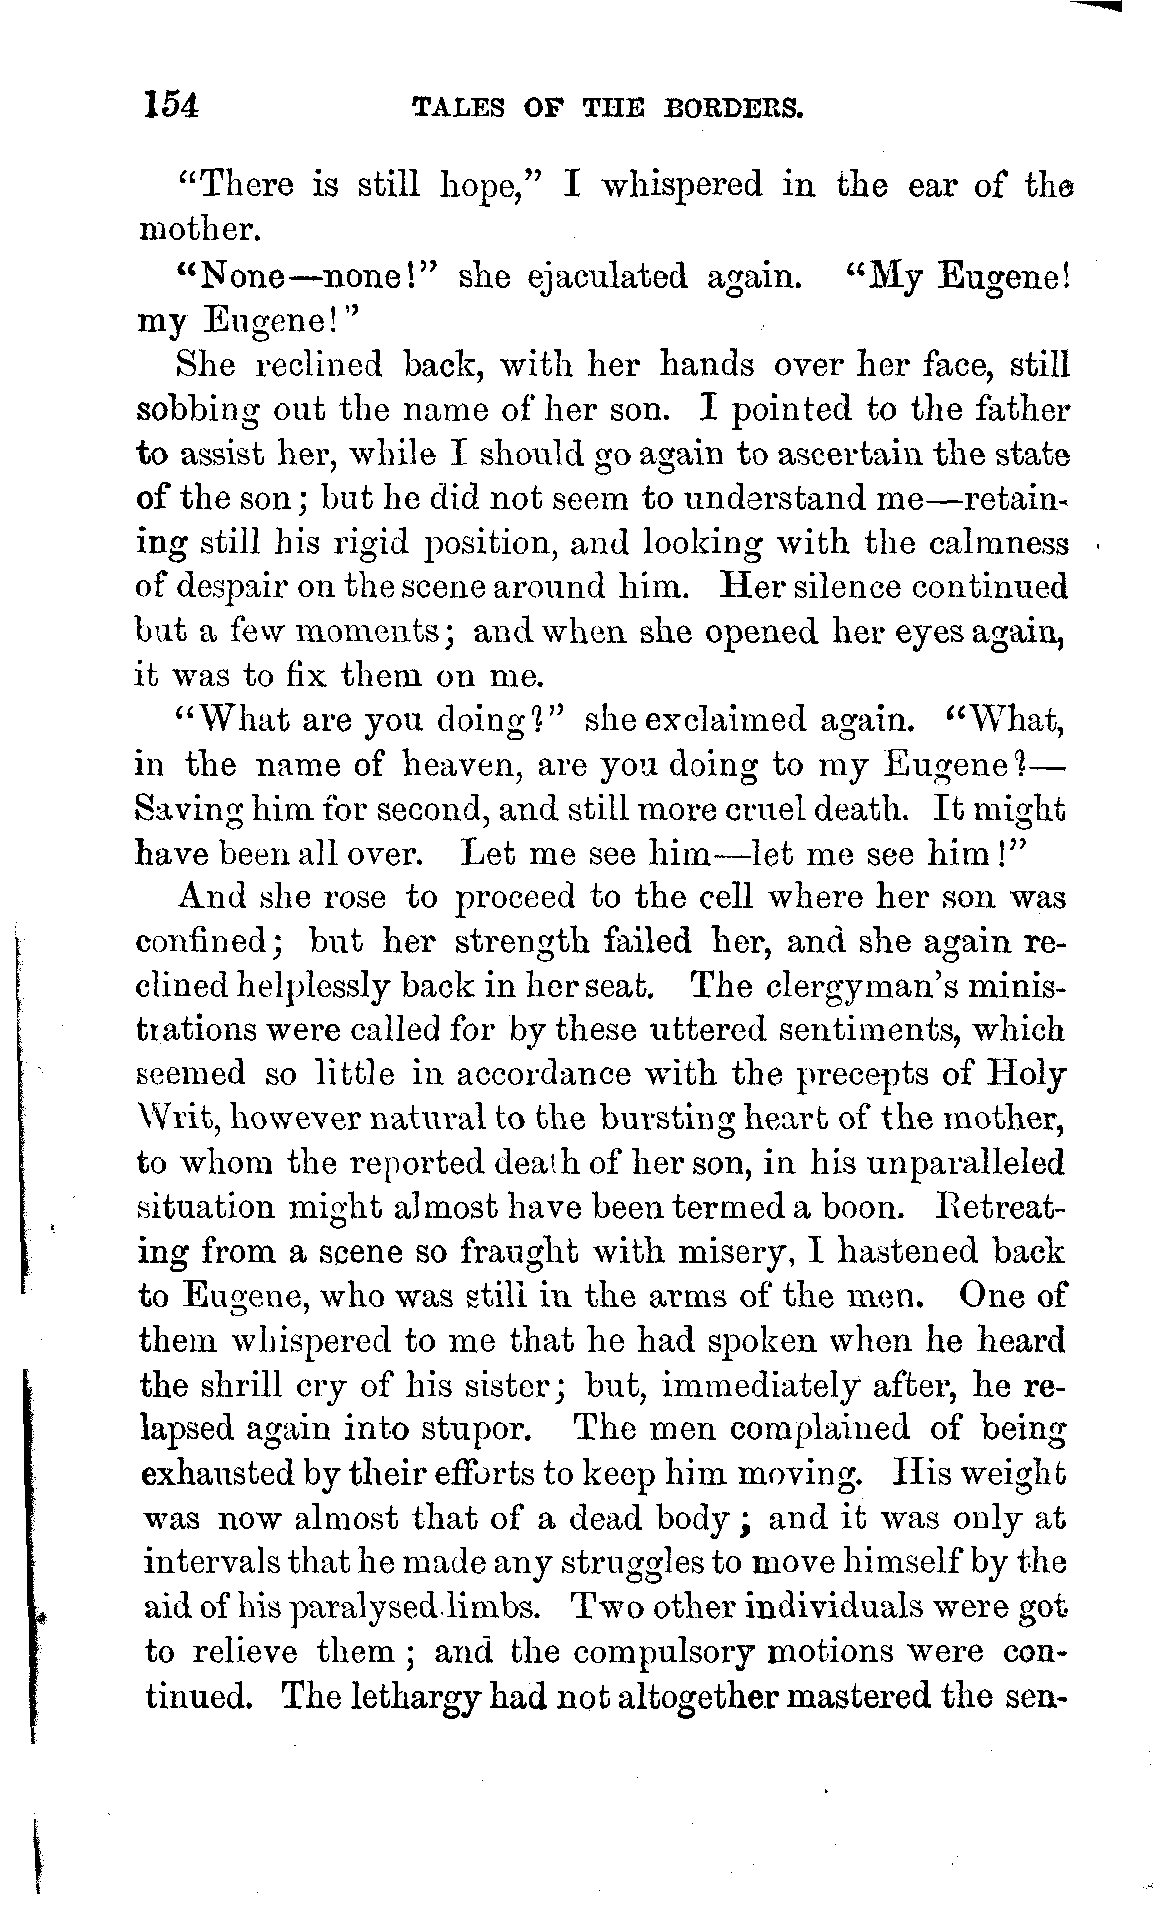 154 TALES OF THE BORDERS.
“There is still hope,” I whispered in the ear of the
mother.
“None—none!” she ejaculated again. “My Eugene!
my Eugene!”
She reclined back, with her hands over her face, still
sobbing out the name of her son. I pointed to the father
to assist her, while I should go again to ascertain the state
of the son; but he did not seem to understand me—retain-
ing still his rigid position, and looking with the calmness
of despair on the scene around him. Her silence continued
but a few moments; and when she opened her eyes again,
it was to fix them on me.
“What are you doing?” she exclaimed again. “What,
in the name of heaven, are you doing to my Eugene?—
Saving him for second, and still more cruel death. It might
have been all over. Let me see him—let me see him!”
And she rose to proceed to the cell where her son was
confined; but her strength failed her, and she again re-
clined helplessly back in her seat. The clergyman’s minis-
trations were called for by these uttered sentiments, which
seemed so little in accordance with the precepts of Holy
Writ, however natural to the bursting heart of the mother,
to whom the reported death of her son, in his unparalleled
situation might almost have been termed a boon. Retreat-
ing from a scene so fraught with misery, I hastened back
to Eugene, who was still in the arms of the men. One of
them whispered to me that he had spoken when he heard
the shrill cry of his sister; but, immediately after, he re-
lapsed again into stupor. The men complained of being
exhausted by their efforts to keep him moving. His weight
was now almost that of a dead body; and it was only at
intervals that he made any struggles to move himself by the
aid of his paralysed limbs. Two other individuals were got
to relieve them; and the compulsory motions were con-
tinued. The lethargy had not altogether mastered the sen-